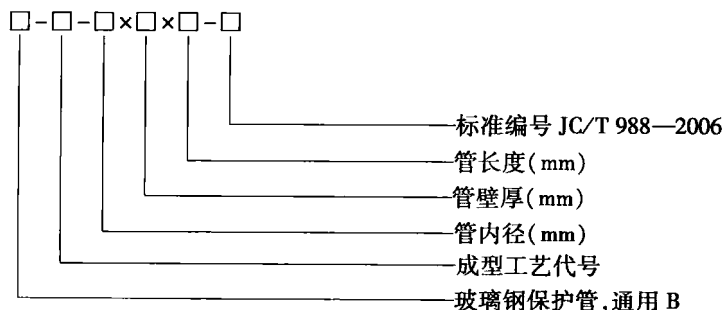 □-□-□×□×□-□
标准编号 JC/T 988—2006
管长度(mm)
管壁厚(mm)
管内径(mm)
成型工艺代号
玻璃钢保护管,通用 B